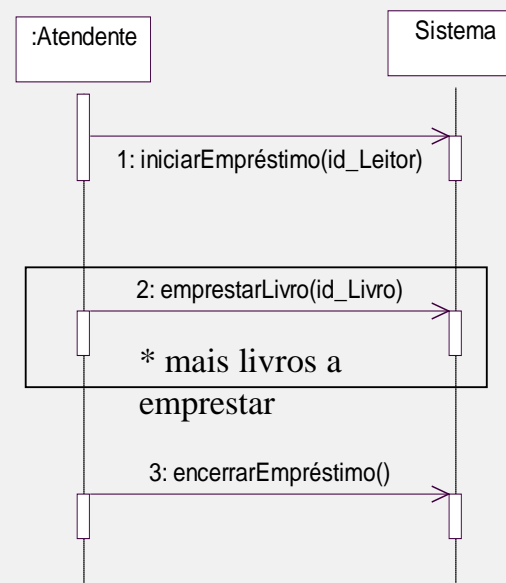 :Atendente
Sistema
1: iniciarEmpréstimo(id_Leitor)
2: emprestarLivro(id_Livro)
* mais livros a
emprestar
3: encerrarEmpréstimo()